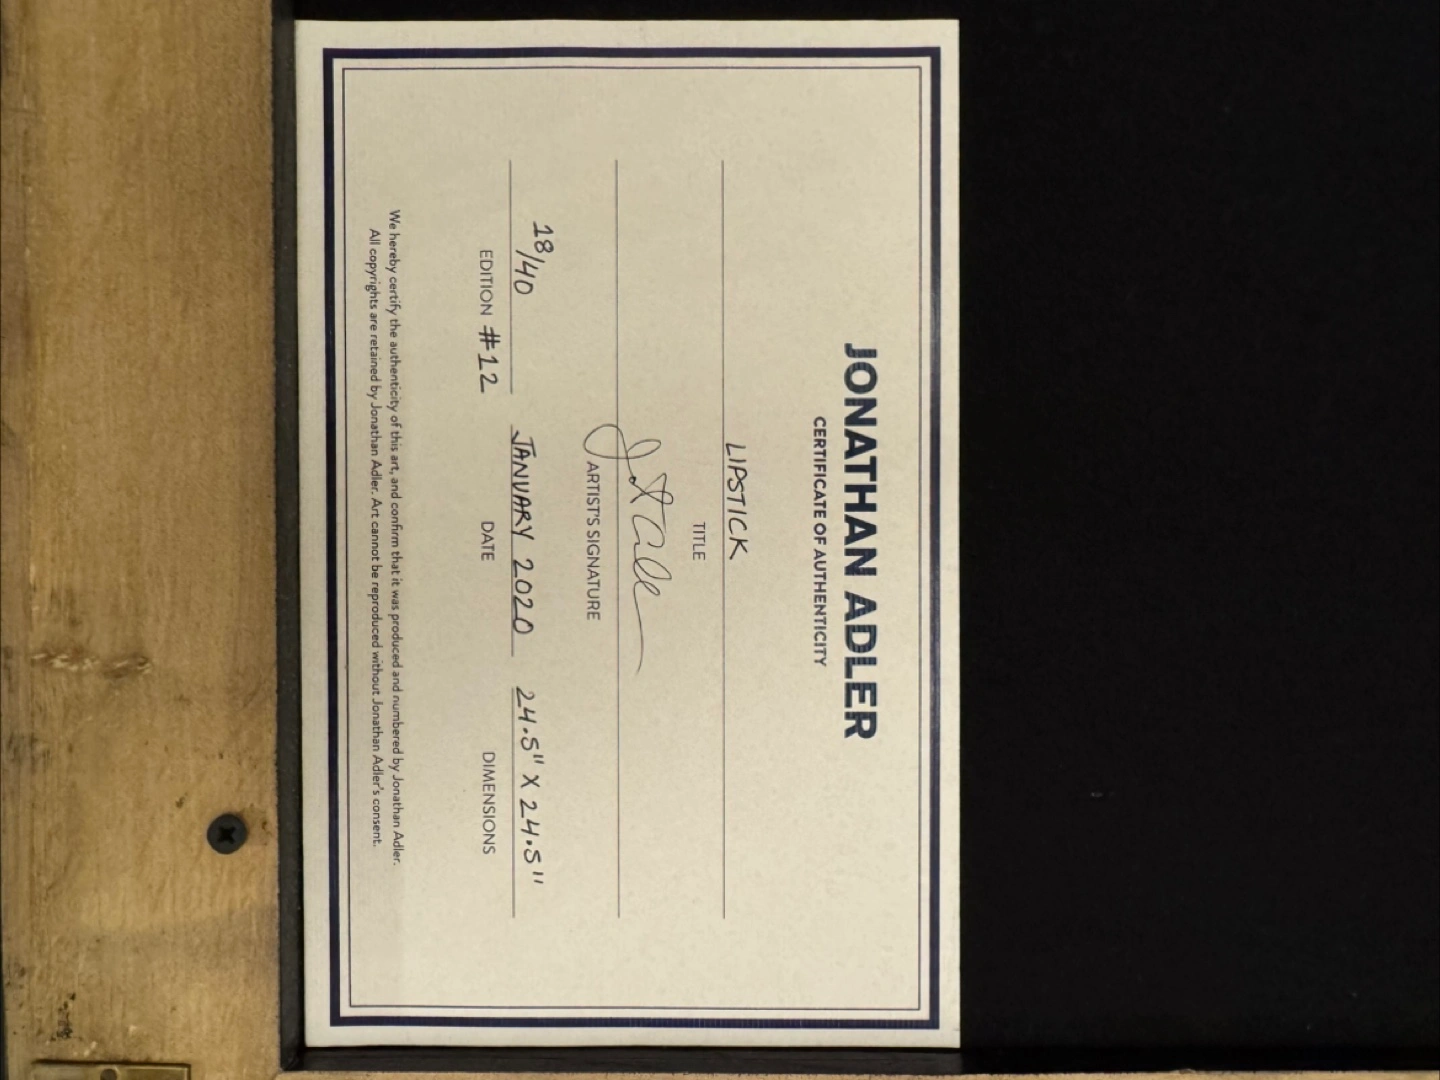 JONATHAN ADLER
CERTIFICATE OF AUTHENTICITY
LIPSTICK
TITLE
ARTIST'S SIGNATURE
18/40 JANUARY 2020 24.5" X 24.5"
EDITION #12 DATE DIMENSIONS
We hereby certify the authenticity of this art, and confirm that it was produced and numbered by Jonathan Adler.
All copyrights are retained by Jonathan Adler. Art cannot be reproduced without Jonathan Adler's consent.